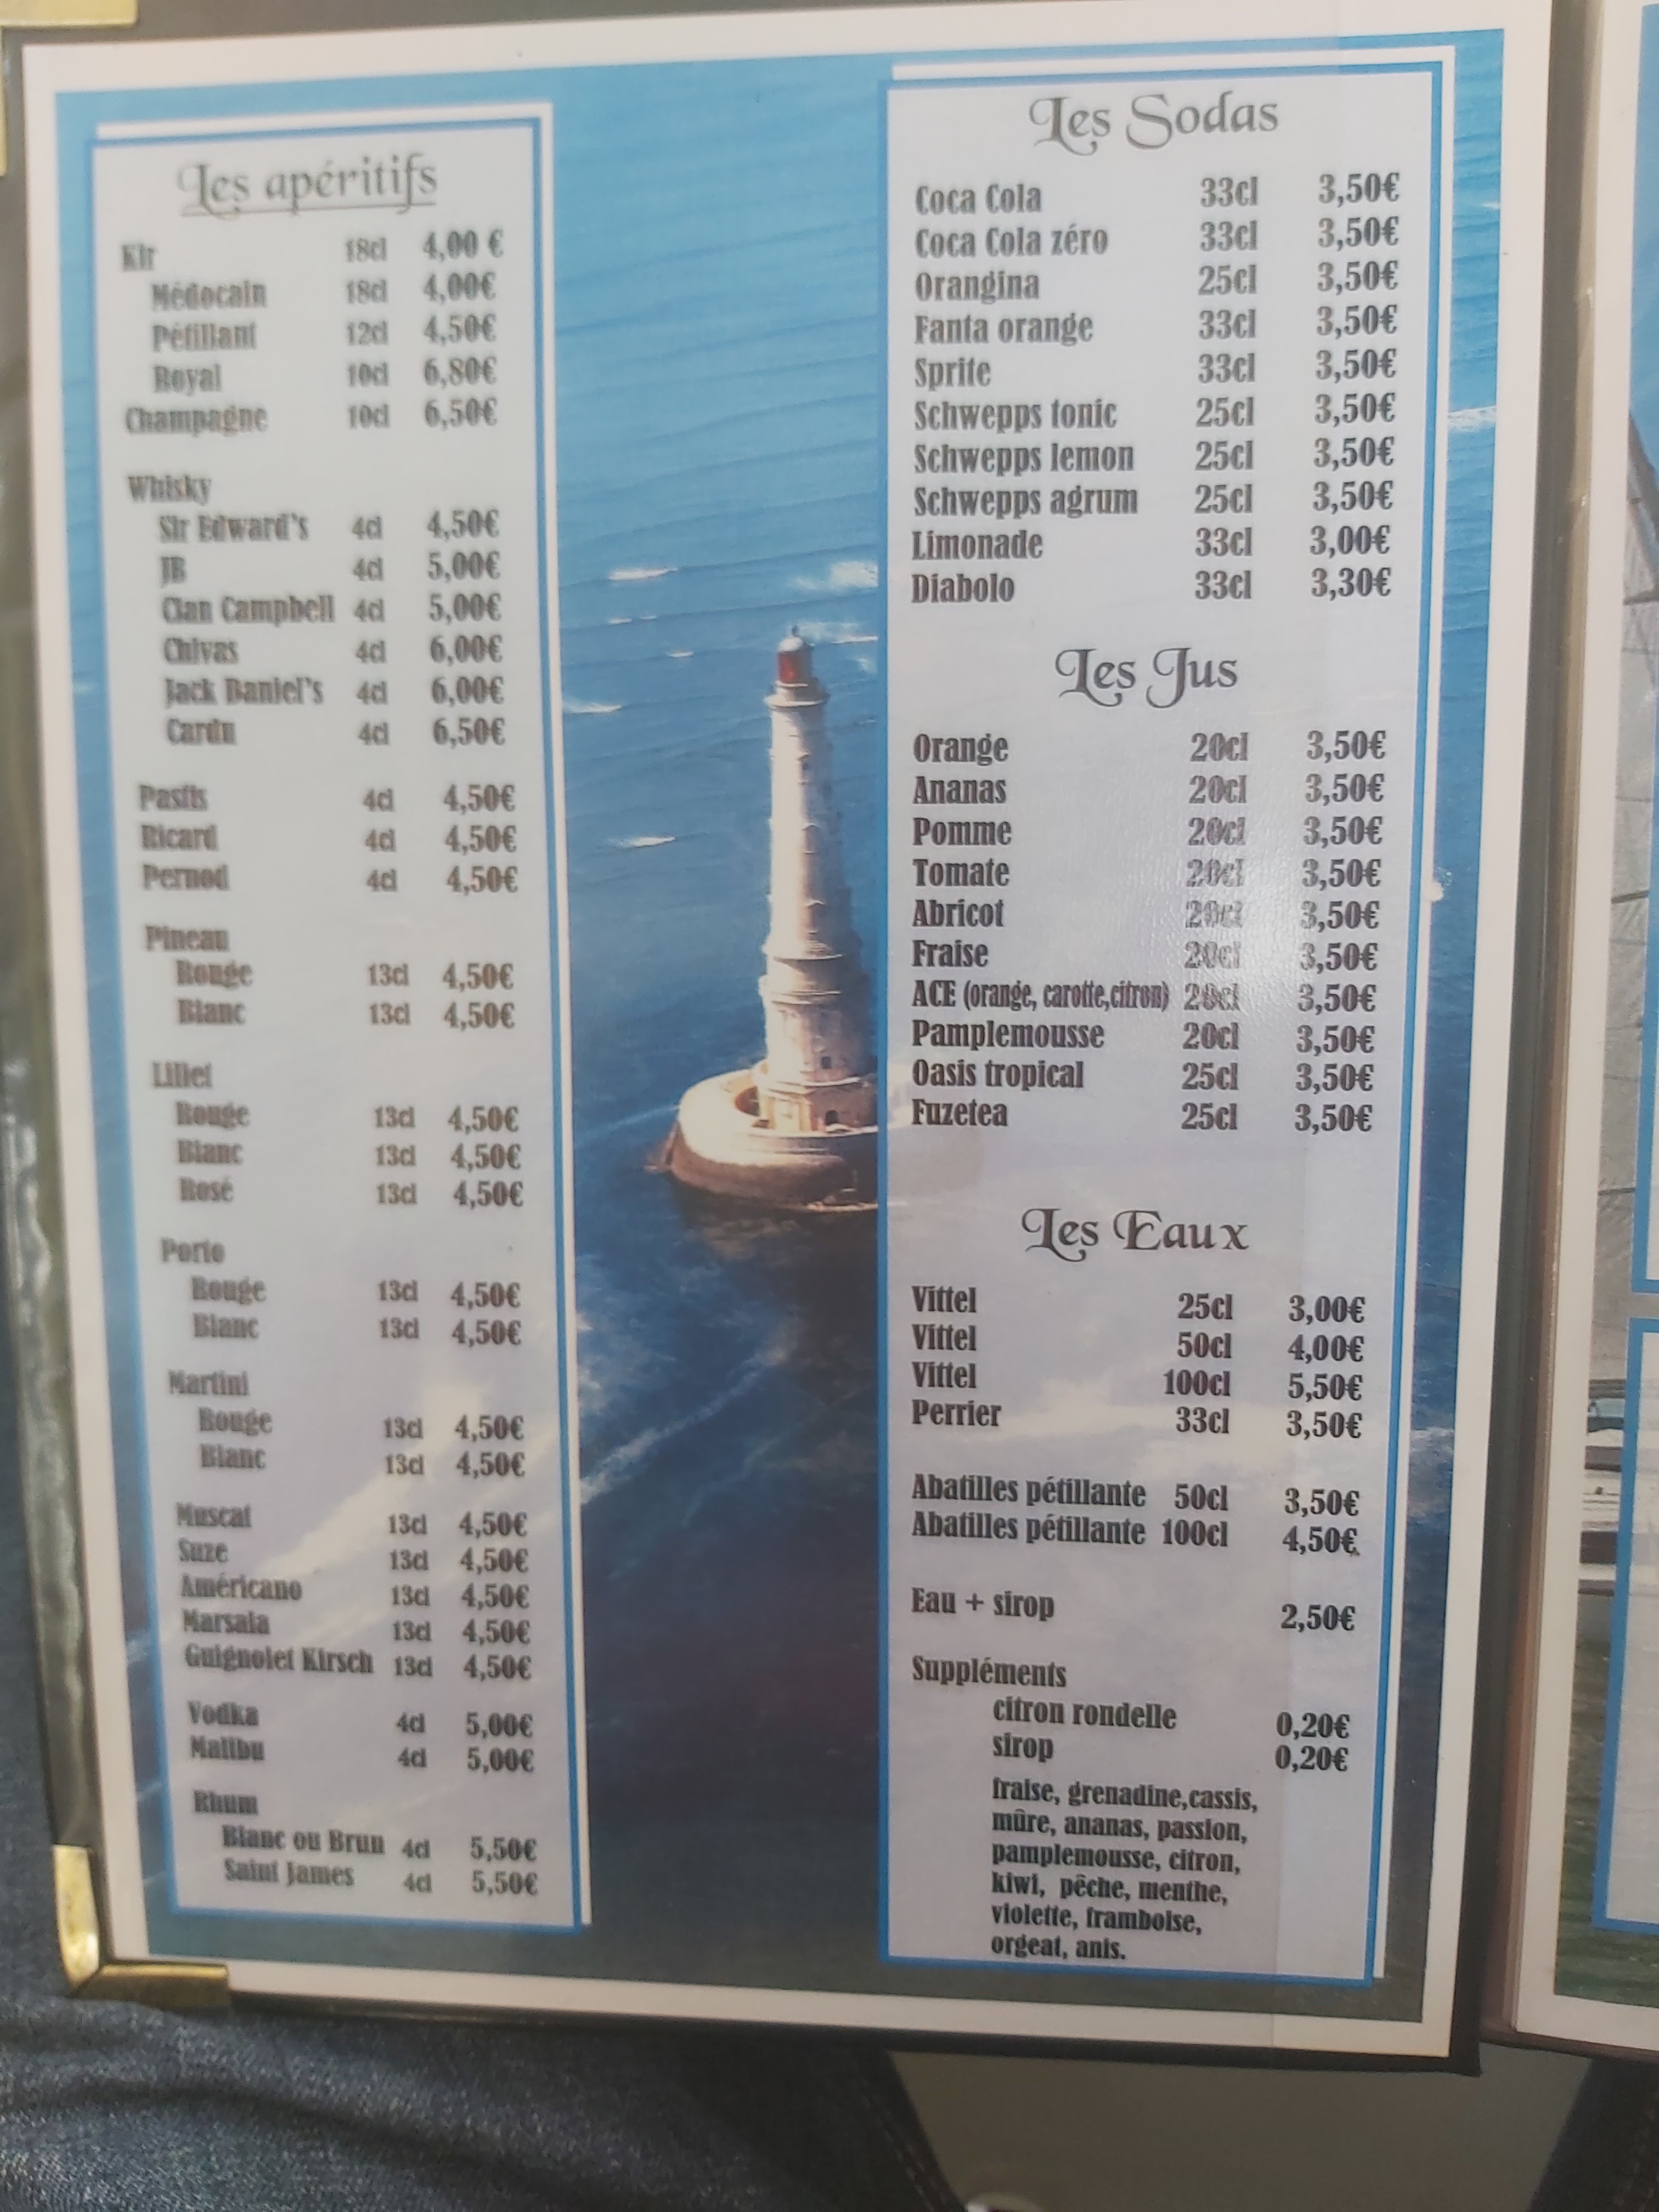 Les apéritifs
Kir 18cl 4,00 €
Médocain 18cl 4,00€
Pétillant 12cl 4,50€
Royal 10cl 6,80€
Champagne 10cl 6,50€
Whisky
Sir Edward's 4cl 4,50€
JB 4cl 5,00€
Clan Campbell 4cl 5,00€
Chivas 4cl 6,00€
Jack Daniel's 4cl 6,00€
Cardu 4cl 6,50€
Pastis 4cl 4,50€
Ricard 4cl 4,50€
Pernod 4cl 4,50€
Pineau
Rouge 13cl 4,50€
Blanc 13cl 4,50€
Lillet
Rouge 13cl 4,50€
Blanc 13cl 4,50€
Rosé 13cl 4,50€
Porto
Rouge 13cl 4,50€
Blanc 13cl 4,50€
Martini
Rouge 13cl 4,50€
Blanc 13cl 4,50€
Muscat 13cl 4,50€
Suze 13cl 4,50€
Américano 13cl 4,50€
Marsala 13cl 4,50€
Guignolet Kirsch 13cl 4,50€
Vodka 4cl 5,00€
Malibu 4cl 5,00€
Rhum
Blanc ou Brun 4cl 5,50€
Saint James 4cl 5,50€
Les Sodas
Coca Cola 33cl 3,50€
Coca Cola zéro 33cl 3,50€
Orangina 25cl 3,50€
Fanta orange 33cl 3,50€
Sprite 33cl 3,50€
Schwepps tonic 25cl 3,50€
Schwepps lemon 25cl 3,50€
Schwepps agrum 25cl 3,50€
Limonade 33cl 3,00€
Diabolo 33cl 3,30€
Les Jus
Orange 20cl 3,50€
Ananas 20cl 3,50€
Pomme 20cl 3,50€
Tomate 20cl 3,50€
Abricot 20cl 3,50€
Fraise 20cl 3,50€
ACE (orange, carotte,citron) 20cl 3,50€
Pamplemousse 20cl 3,50€
Oasis tropical 25cl 3,50€
Fuzetea 25cl 3,50€
Les Eaux
Vittel 25cl 3,00€
Vittel 50cl 4,00€
Vittel 100cl 5,50€
Perrier 33cl 3,50€
Abatilles pétillante 50cl 3,50€
Abatilles pétillante 100cl 4,50€
Eau + sirop 2,50€
Suppléments
citron rondelle 0,20€
sirop 0,20€
fraise, grenadine,cassis,
mûre, ananas, passion,
pamplemousse, citron,
kiwi, pêche, menthe,
violette, framboise,
orgeat, anis.